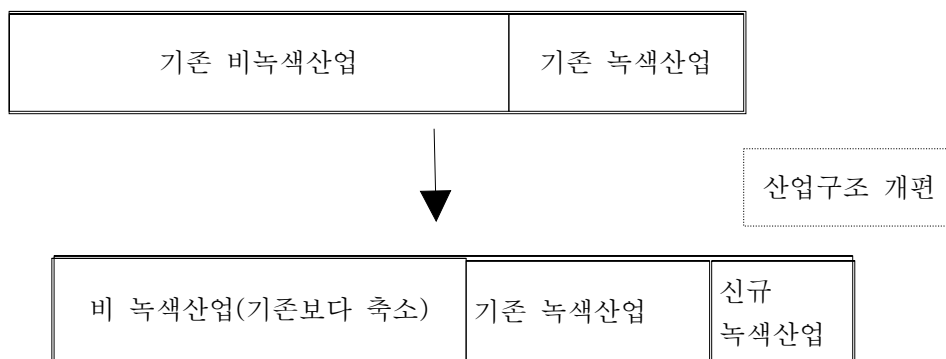 기존 비녹색산업
기존 녹색산업
산업구조 개편
비 녹색산업(기존보다 축소)
기존 녹색산업
신규
녹색산업